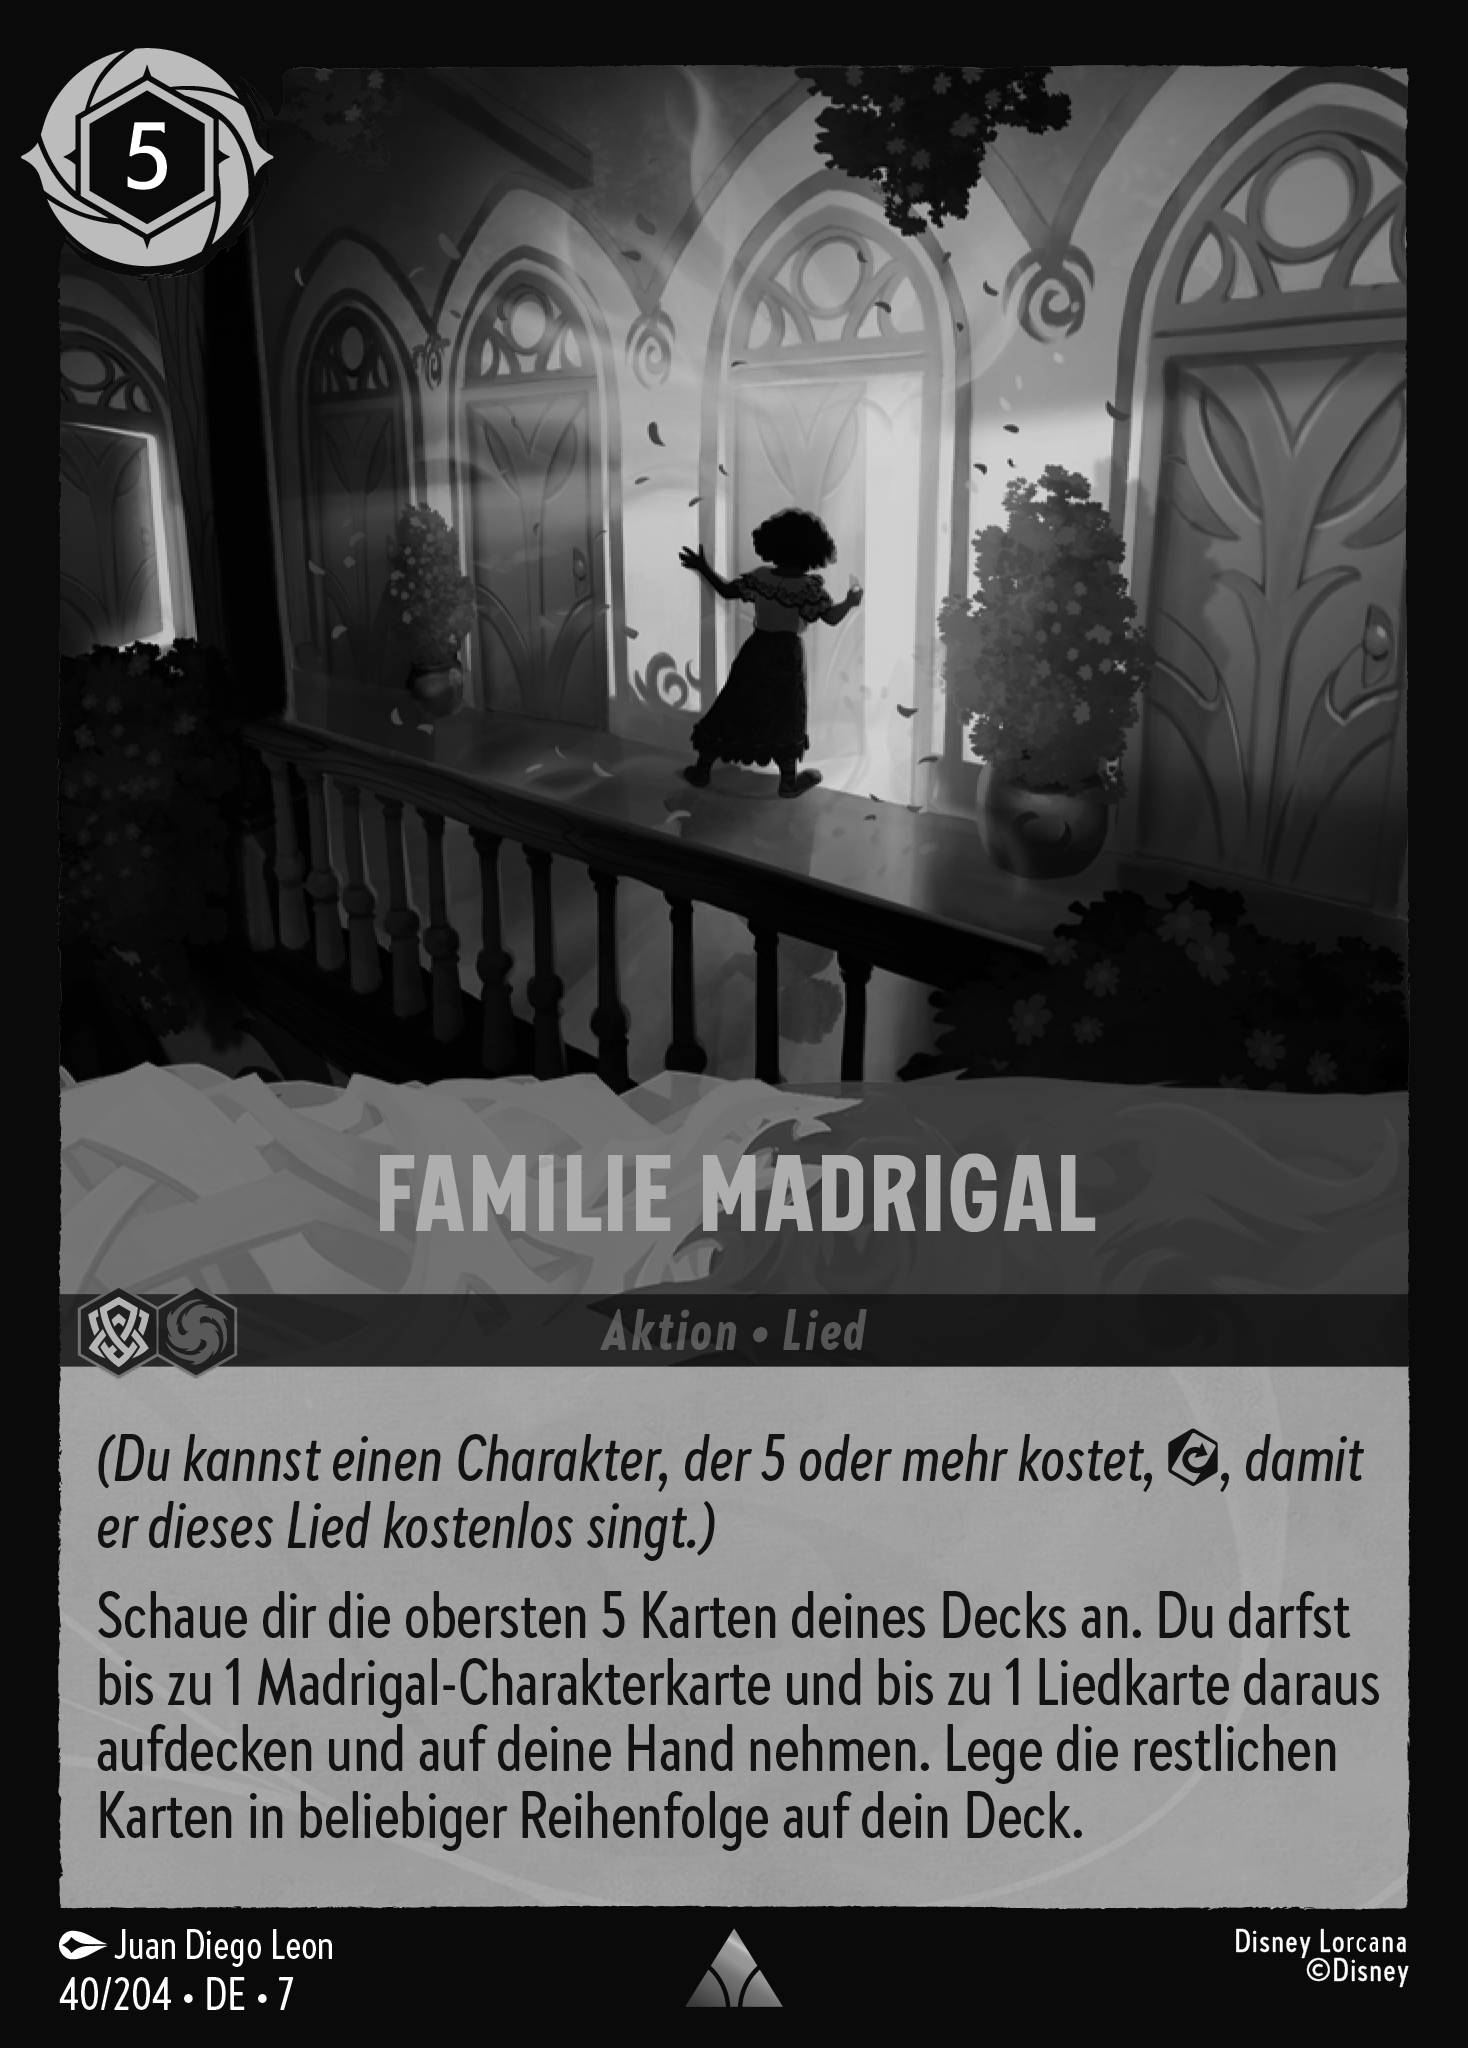 5
FAMILIE MADRIGAL
Aktion • Lied
(Du kannst einen Charakter, der 5 oder mehr kostet, , damit
er dieses Lied kostenlos singt.)
Schaue dir die obersten 5 Karten deines Decks an. Du darfst
bis zu 1 Madrigal-Charakterkarte und bis zu 1 Liedkarte daraus
aufdecken und auf deine Hand nehmen. Lege die restlichen
Karten in beliebiger Reihenfolge auf dein Deck.
Juan Diego Leon
40/204 • DE • 7
Disney Lorcana
©Disney